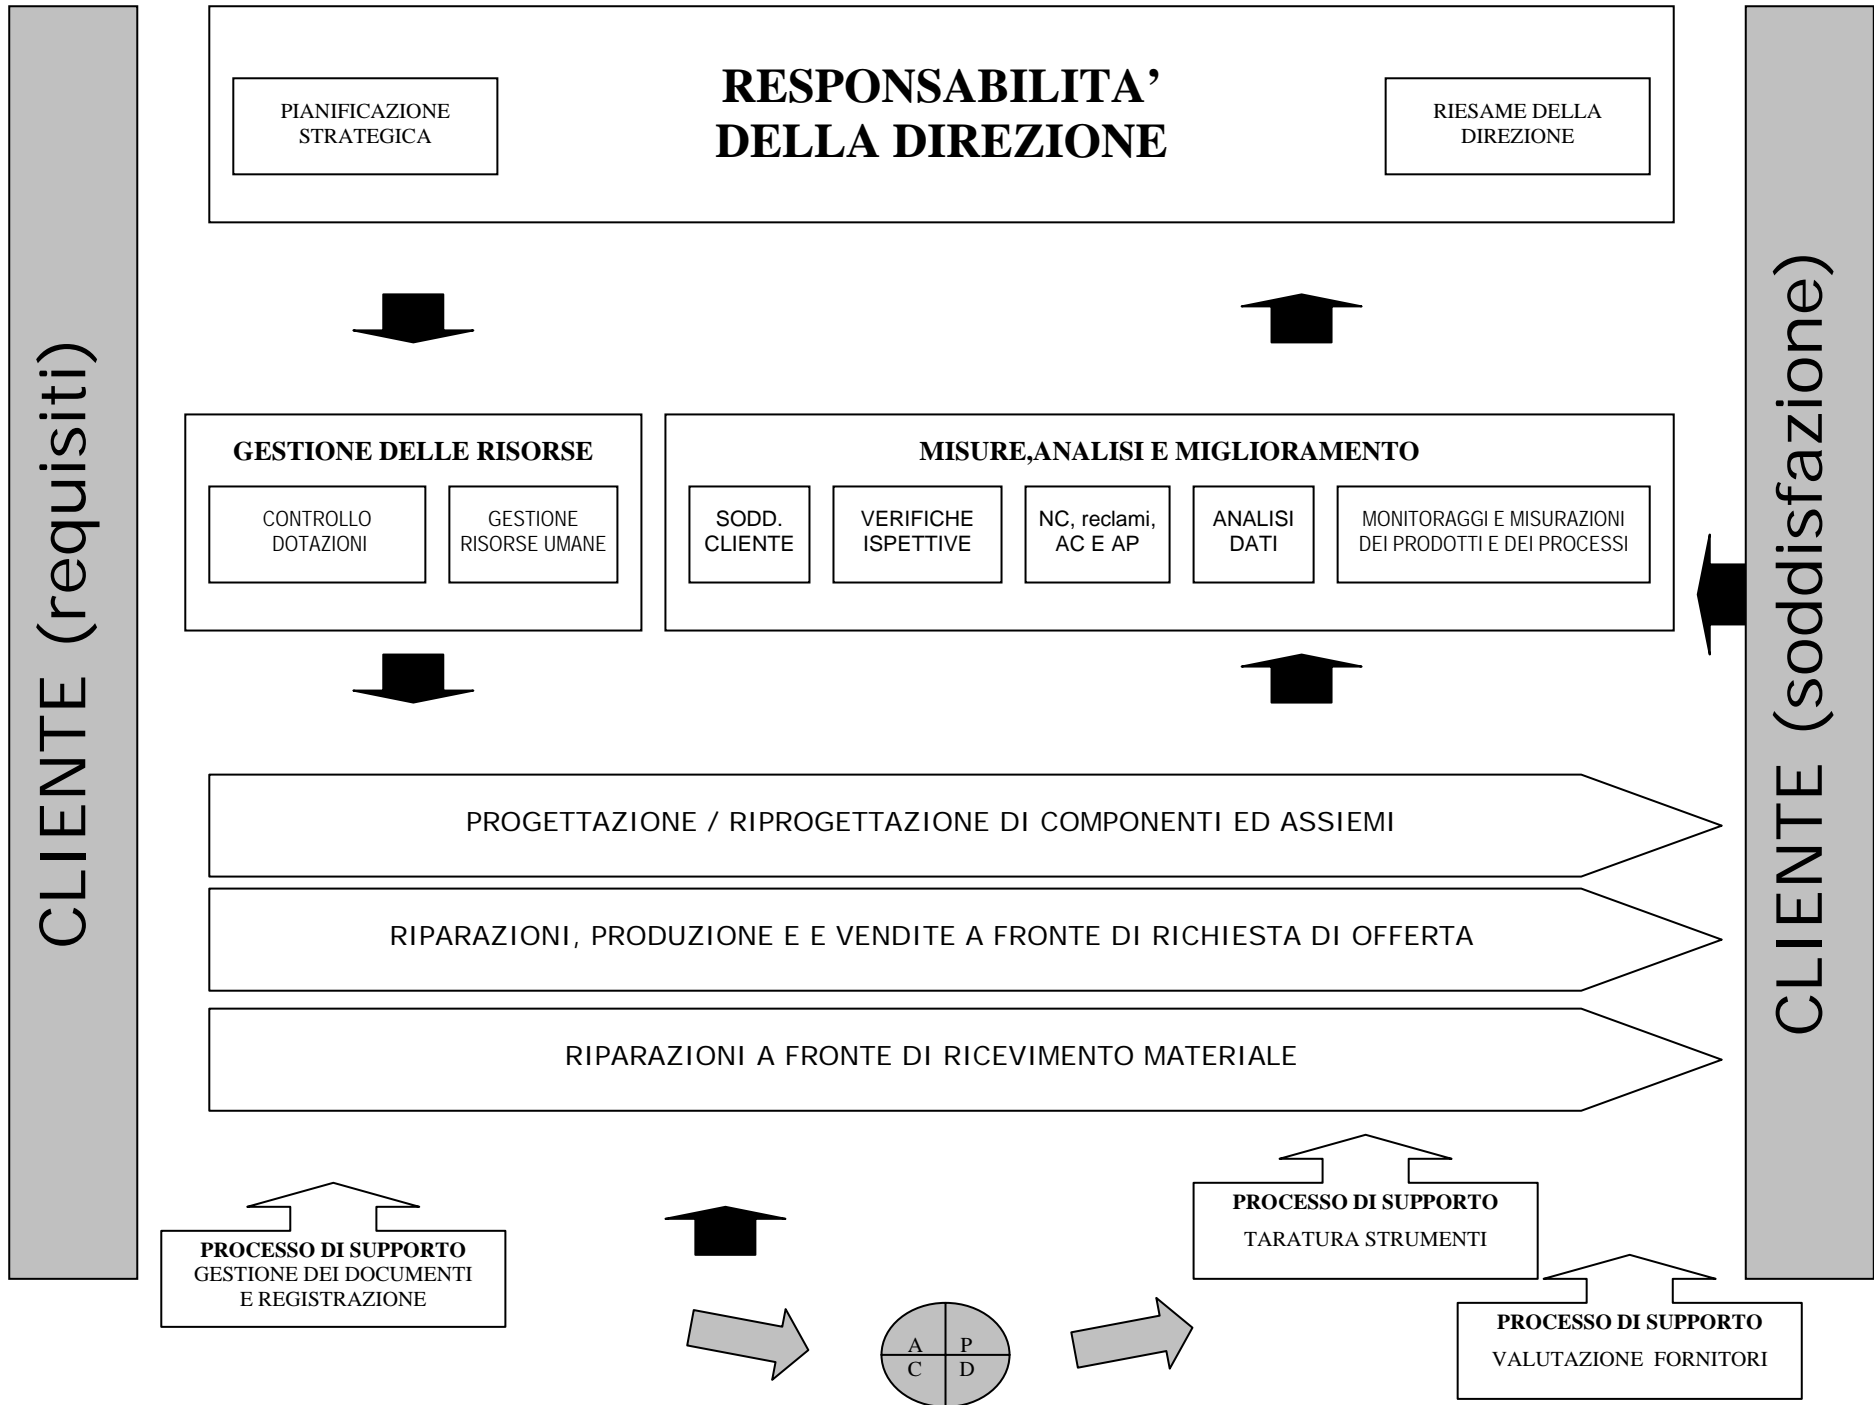 CLIENTE (requisiti)
RESPONSABILITA’
DELLA DIREZIONE
PIANIFICAZIONE
STRATEGICA
RIESAME DELLA
DIREZIONE
GESTIONE DELLE RISORSE
CONTROLLO
DOTAZIONI
GESTIONE
RISORSE UMANE
MISURE,ANALISI E MIGLIORAMENTO
SODD.
CLIENTE
VERIFICHE
ISPETTIVE
NC, reclami,
AC E AP
ANALISI
DATI
MONITORAGGI E MISURAZIONI
DEI PRODOTTI E DEI PROCESSI
PROGETTAZIONE / RIPROGETTAZIONE DI COMPONENTI ED ASSIEMI
RIPARAZIONI, PRODUZIONE E E VENDITE A FRONTE DI RICHIESTA DI OFFERTA
RIPARAZIONI A FRONTE DI RICEVIMENTO MATERIALE
PROCESSO DI SUPPORTO
GESTIONE DEI DOCUMENTI
E REGISTRAZIONE
A P
C D
PROCESSO DI SUPPORTO
TARATURA STRUMENTI
PROCESSO DI SUPPORTO
VALUTAZIONE FORNITORI
CLIENTE (soddisfazione)